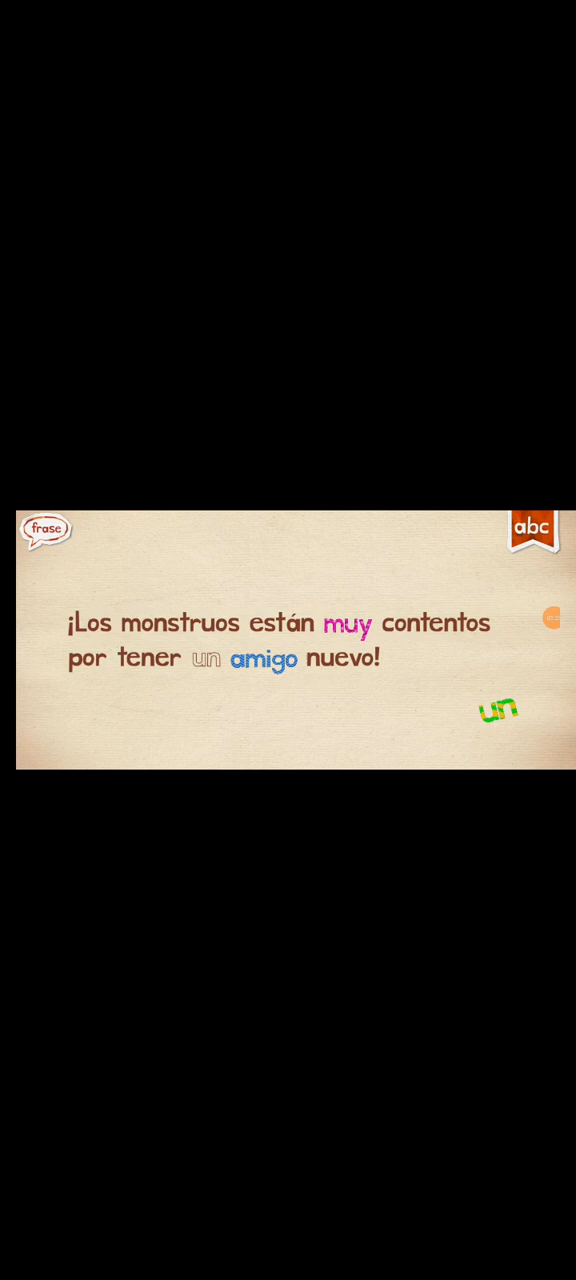 frase
abc
¡Los monstruos están muy contentos
por tener un amigo nuevo!
un